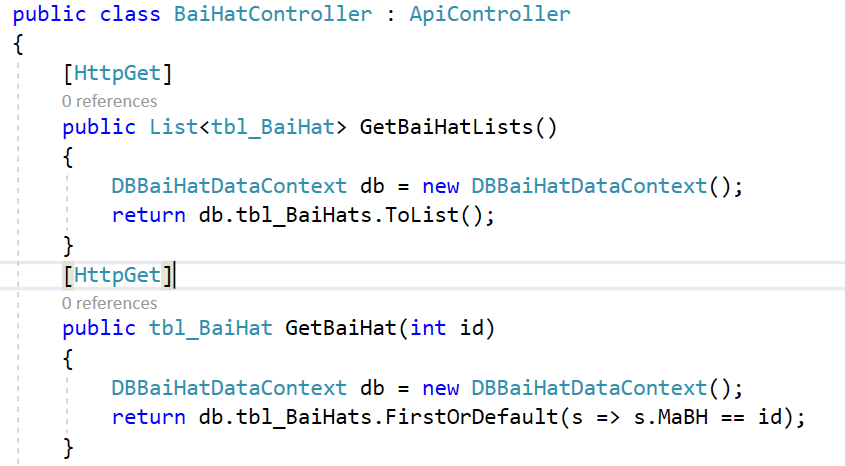 public class BaiHatController : ApiController
{
[HttpGet]
0 references
public List<tbl_BaiHat> GetBaiHatLists()
{
DBBaiHatDataContext db = new DBBaiHatDataContext();
return db.tbl_BaiHats.ToList();
}
[HttpGet]
0 references
public tbl_BaiHat GetBaiHat(int id)
{
DBBaiHatDataContext db = new DBBaiHatDataContext();
return db.tbl_BaiHats.FirstOrDefault(s => s.MaBH == id);
}